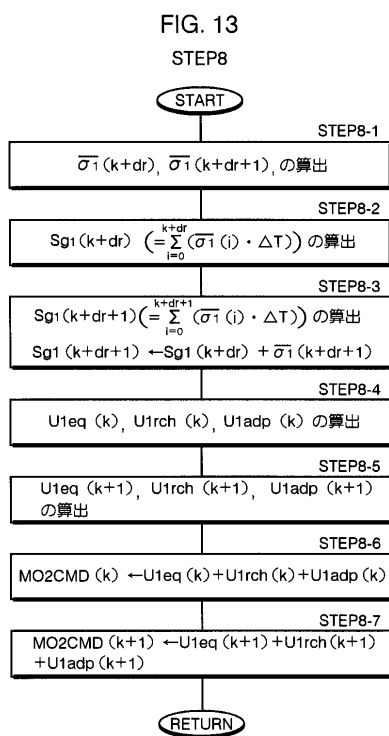 FIG. 13
STEP8
START
STEP8-1
σ̅1 (k+dr), σ̅1 (k+dr+1), の算出
STEP8-2
Sg1(k+dr) (=∑_{i=0}^{k+dr}(σ̅1 (i)・△T)) の算出
STEP8-3
Sg1(k+dr+1)(=∑_{i=0}^{k+dr+1}(σ̅1 (i)・△T)) の算出
Sg1 (k+dr+1) ←Sg1(k+dr) + σ̅1(k+dr+1)
STEP8-4
U1eq (k), U1rch (k), U1adp (k) の算出
STEP8-5
U1eq (k+1), U1rch (k+1), U1adp (k+1)
の算出
STEP8-6
MO2CMD (k) ←U1eq (k)+U1rch(k)+U1adp(k)
STEP8-7
MO2CMD (k+1) ←U1eq (k+1)+U1rch(k+1)
+U1adp(k+1)
RETURN